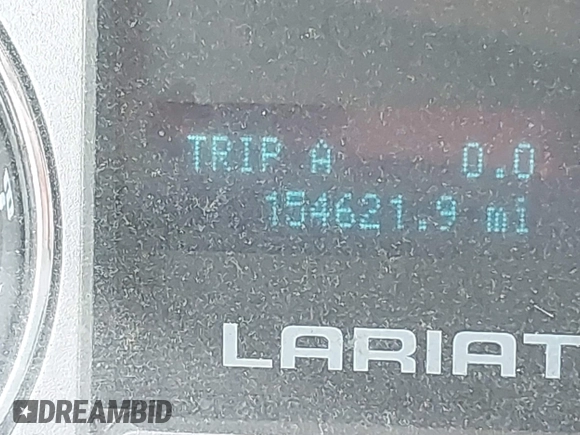 TRIP A 0.0
154621.9 mi
LARIAT
DREAMBID